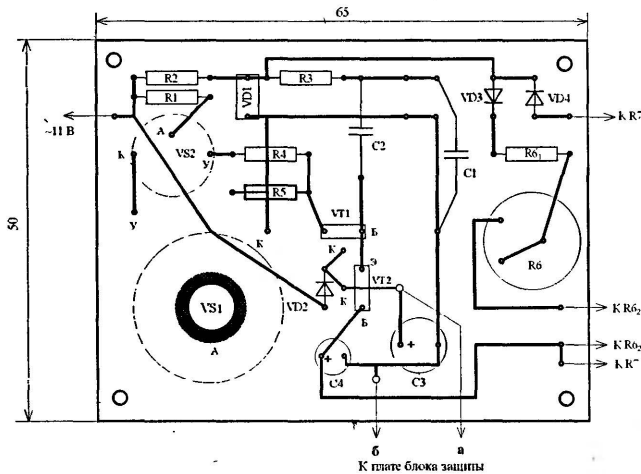 65
50
R2
R1
VD1
R3
VD3
VD4
К R7
~11 В
А
К
VS2
У
R4
C2
C1
R6₁
R5
У
К
VT1
Б
К
Э
VT2
К
Б
R6
VS1
А
VD2
К R6₂
C4
+
+
C3
К R6₂
б
а
К плате блока защиты